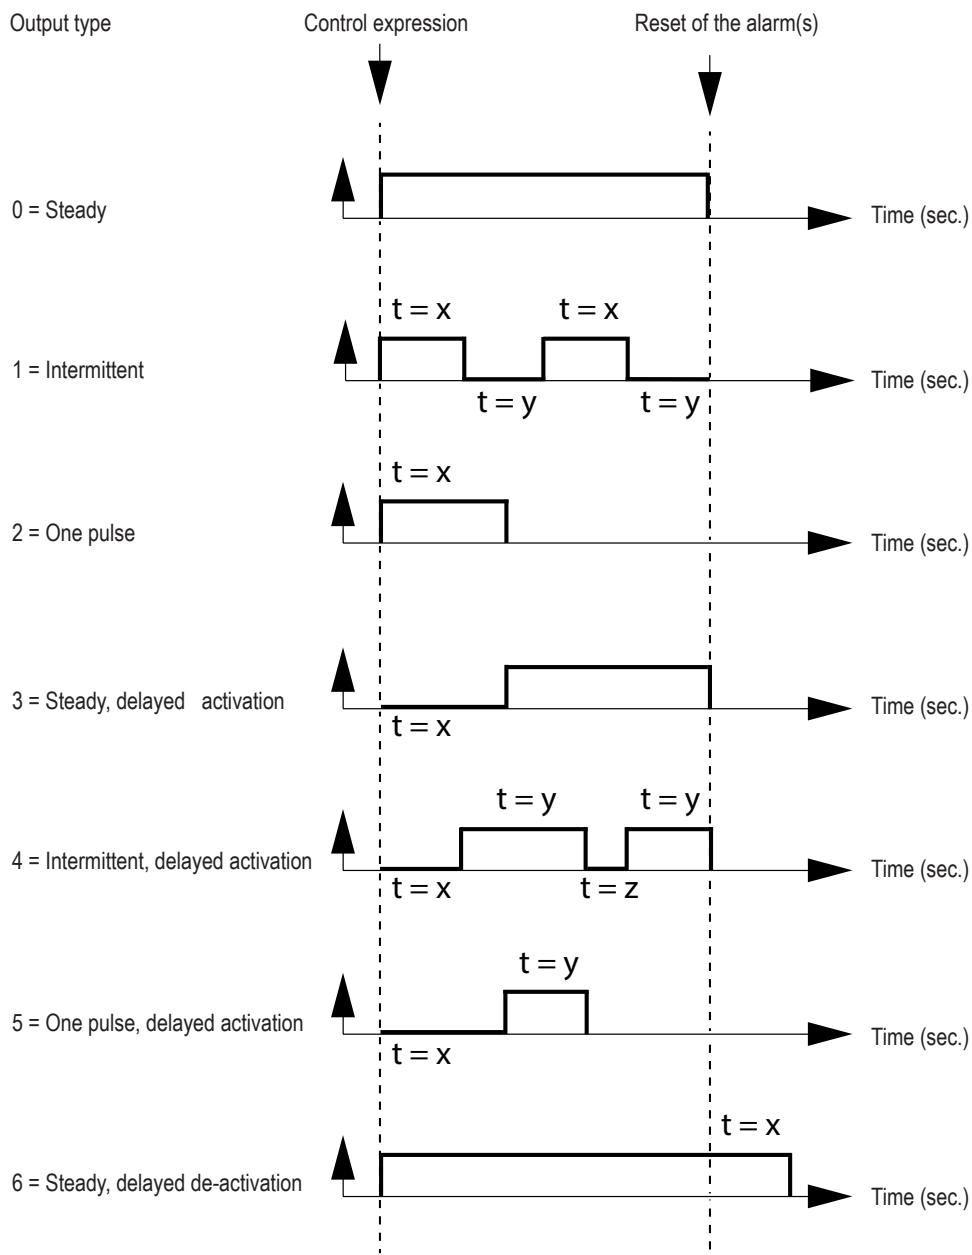 Output type Control expression Reset of the alarm(s)
0 = Steady Time (sec.)
t = x t = x
1 = Intermittent Time (sec.)
t = y t = y
t = x
2 = One pulse Time (sec.)
3 = Steady, delayed activation Time (sec.)
t = x
t = y t = y
4 = Intermittent, delayed activation Time (sec.)
t = x t = z
t = y
5 = One pulse, delayed activation Time (sec.)
t = x
t = x
6 = Steady, delayed de-activation Time (sec.)